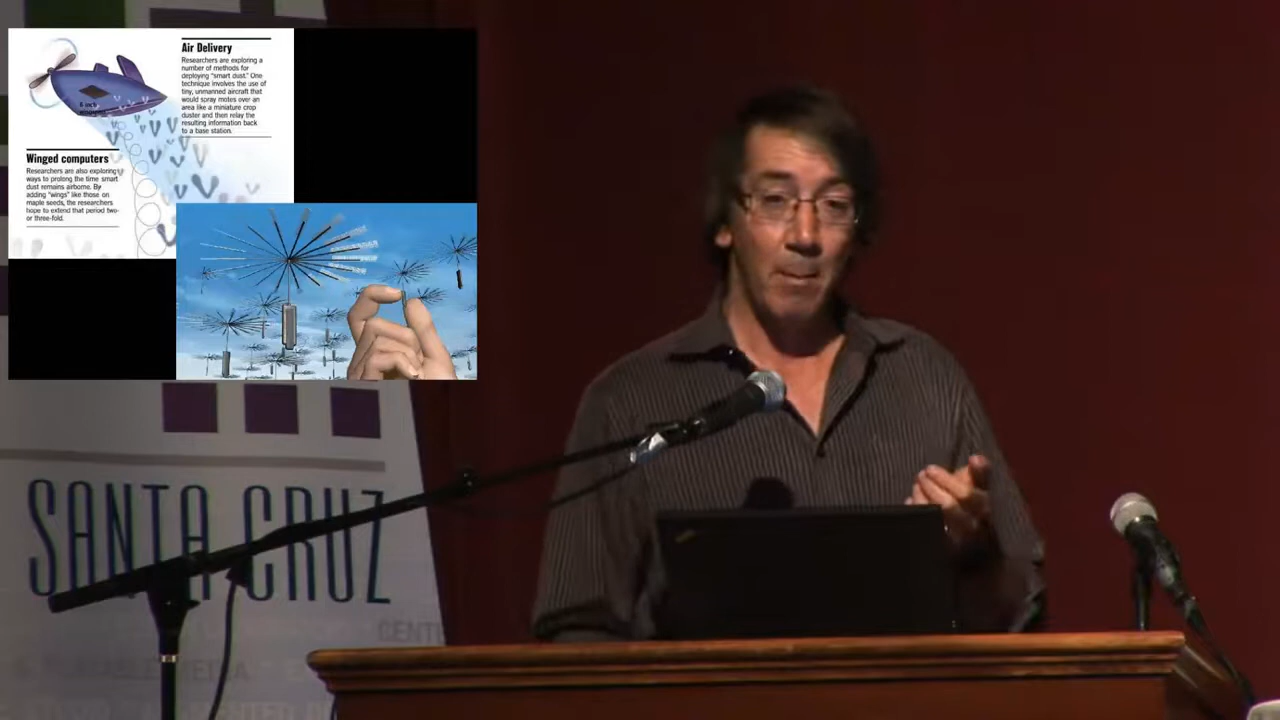 Air Delivery
Researchers are exploring a
number of methods for
deploying "smart dust." One
technique involves the use of
tiny, unmanned aircraft that
would spray motes over an
area like a miniature crop
duster and then relay the
resulting information back
to a base station.
6 inch
Winged computers
Researchers are also exploring
ways to prolong the time smart
dust remains airborne. By
adding "wings" like those on
maple seeds, the researchers
hope to extend that period two-
or three-fold.
SANTA CRUZ